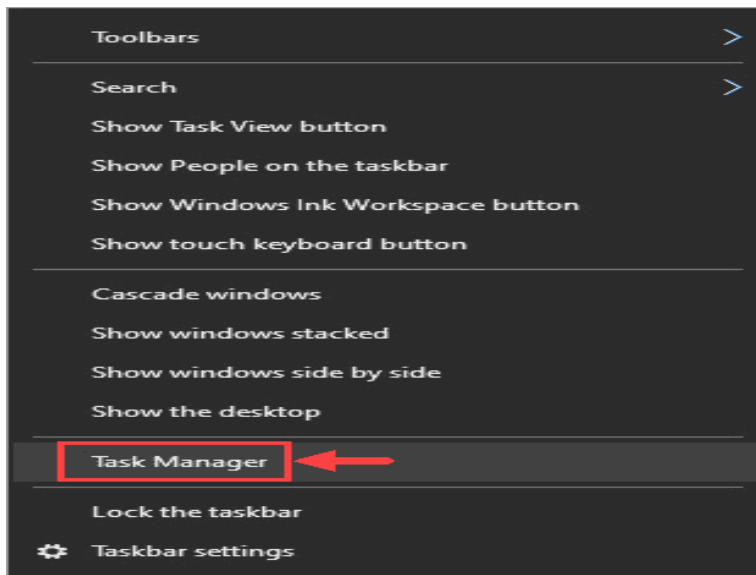 Toolbars
Search
Show Task View button
Show People on the taskbar
Show Windows Ink Workspace button
Show touch keyboard button
Cascade windows
Show windows stacked
Show windows side by side
Show the desktop
Task Manager
Lock the taskbar
Taskbar settings